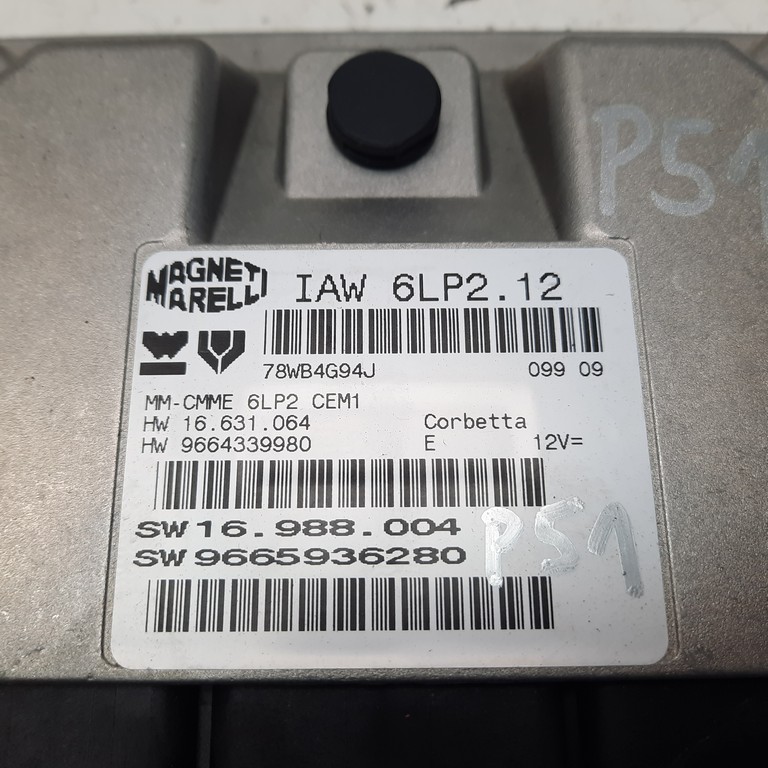 P51
MAGNETI
MARELLI
IAW 6LP2.12
78WB4G94J 099 09
MM-CMME 6LP2 CEM1
HW 16.631.064 Corbetta
HW 9664339980 E 12V=
SW 16.988.004
SW 9665936280
P51